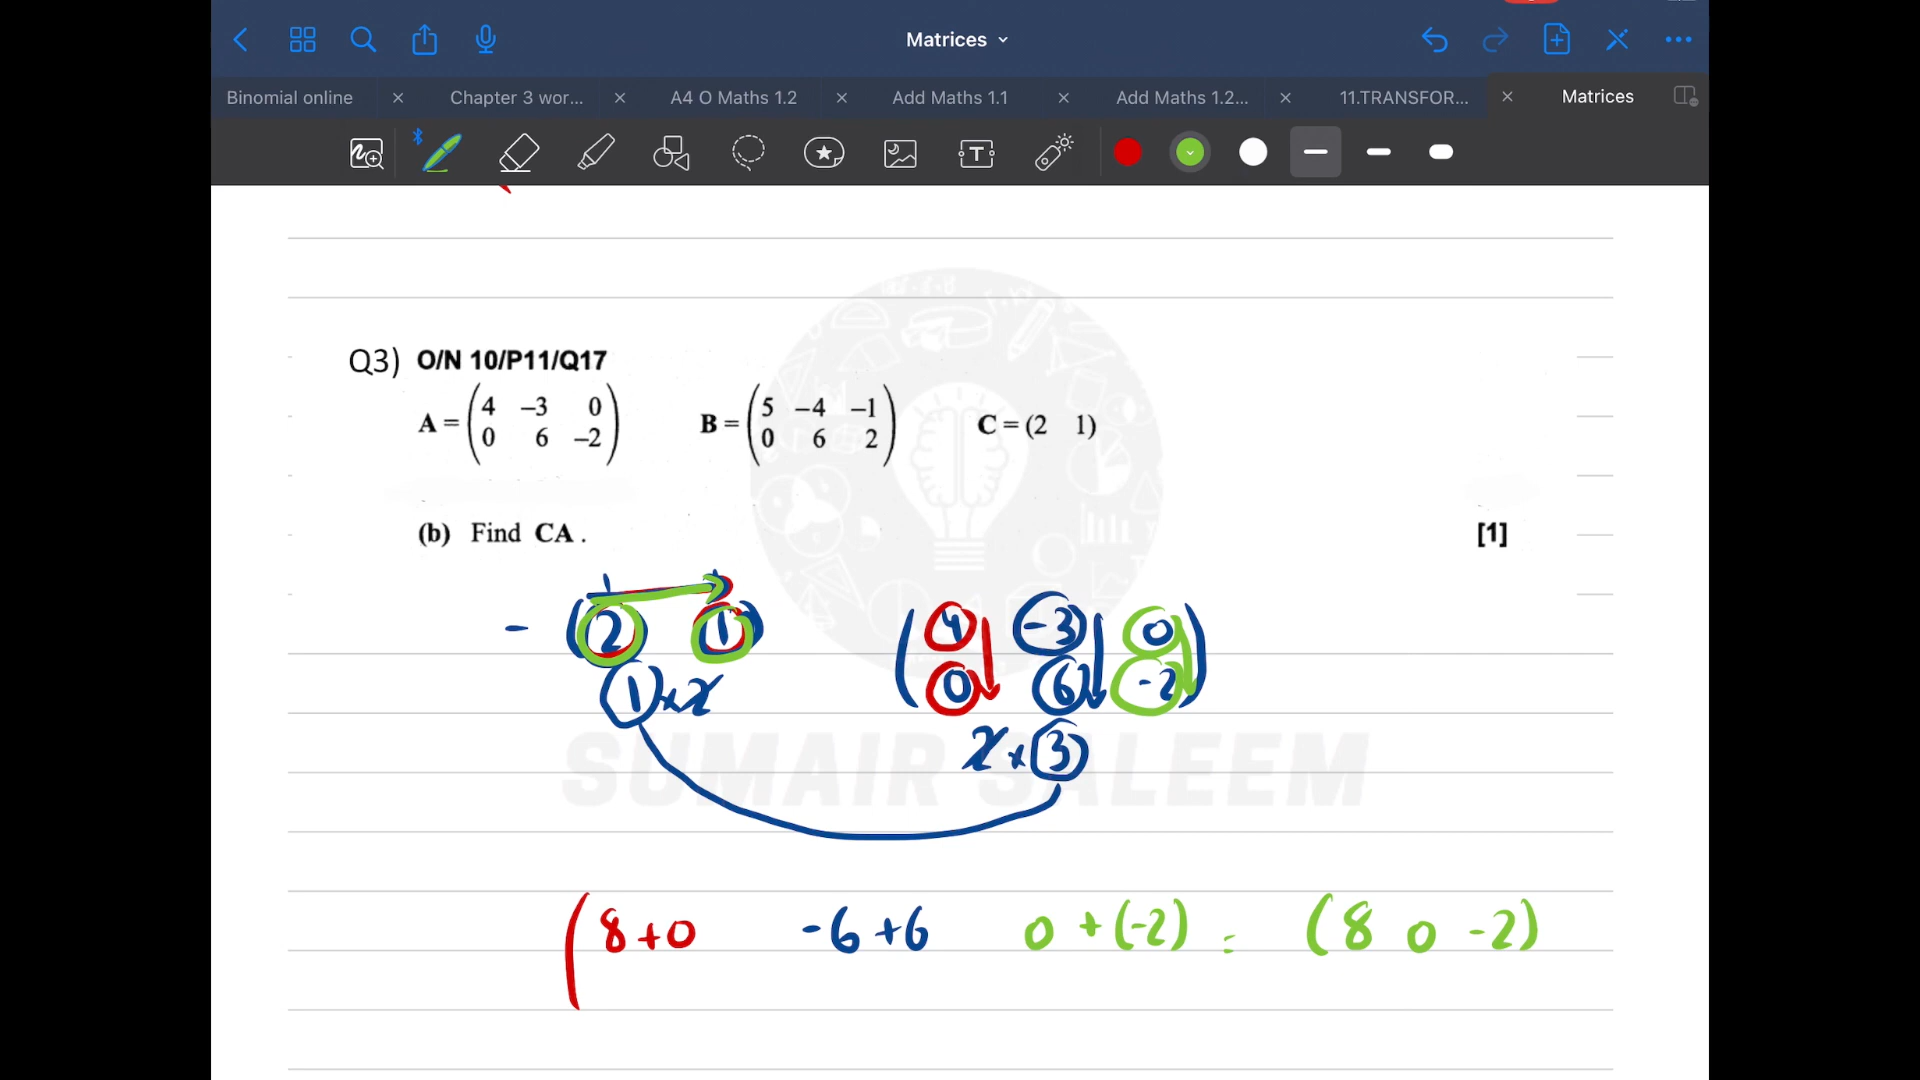 Matrices
Binomial online × Chapter 3 wor... × A4 O Maths 1.2 × Add Maths 1.1 × Add Maths 1.2... × 11.TRANSFOR... × Matrices
T
Q3) O/N 10/P11/Q17
A = (4 –3 0
0 6 –2)
B = (5 –4 –1
0 6 2)
C = (2 1)
(b) Find CA . [1]
- (2 1) (4 -3 0
0 6 -2)
1×2 2×3
SUMAIR SALEEM
(8+0 -6+6 0+(-2) = (8 0 -2)